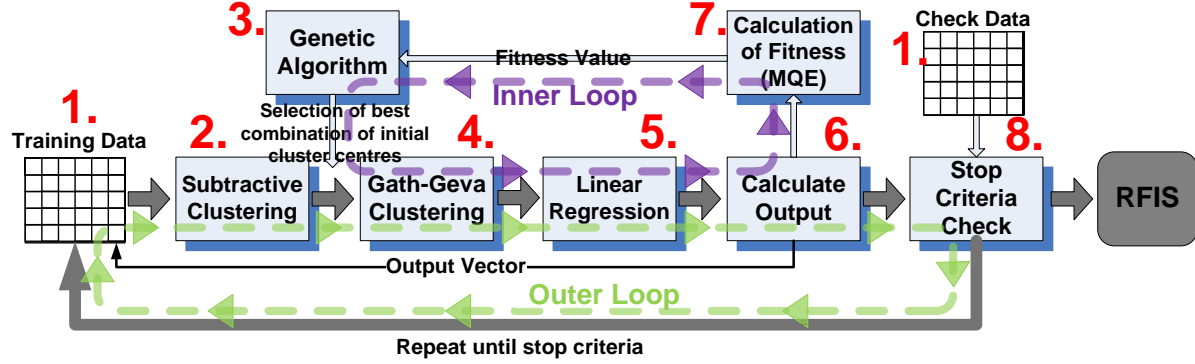 1.
Training Data
2.
Subtractive
Clustering
3.
Genetic
Algorithm
Fitness Value
Inner Loop
Selection of best
combination of initial
cluster centres
4.
Gath-Geva
Clustering
5.
Linear
Regression
6.
Calculate
Output
7.
Calculation
of Fitness
(MQE)
Check Data
1.
8.
Stop
Criteria
Check
RFIS
Output Vector
Outer Loop
Repeat until stop criteria